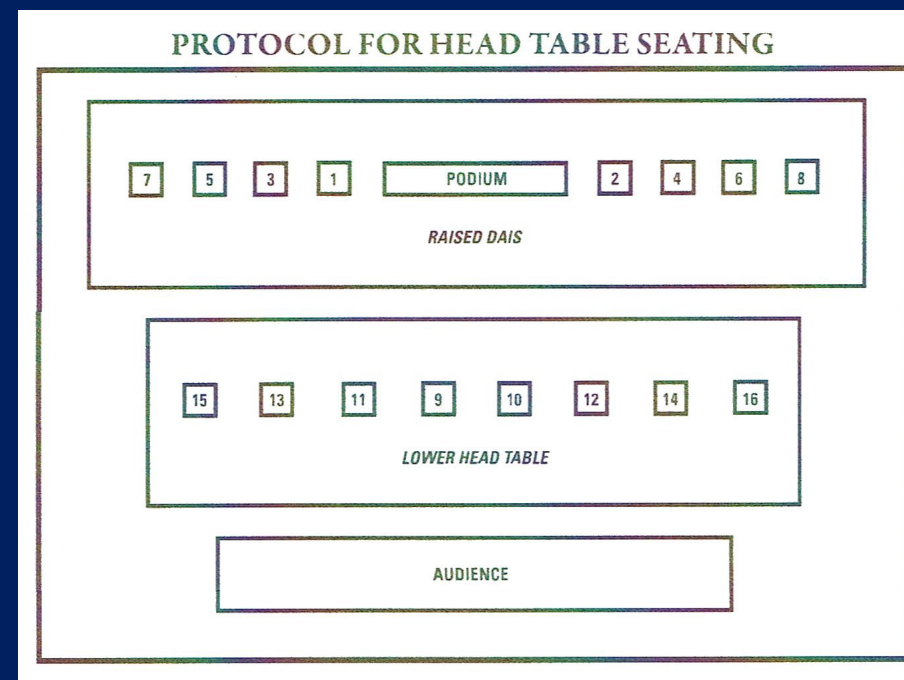 PROTOCOL FOR HEAD TABLE SEATING
7 5 3 1 PODIUM 2 4 6 8
RAISED DAIS
15 13 11 9 10 12 14 16
LOWER HEAD TABLE
AUDIENCE